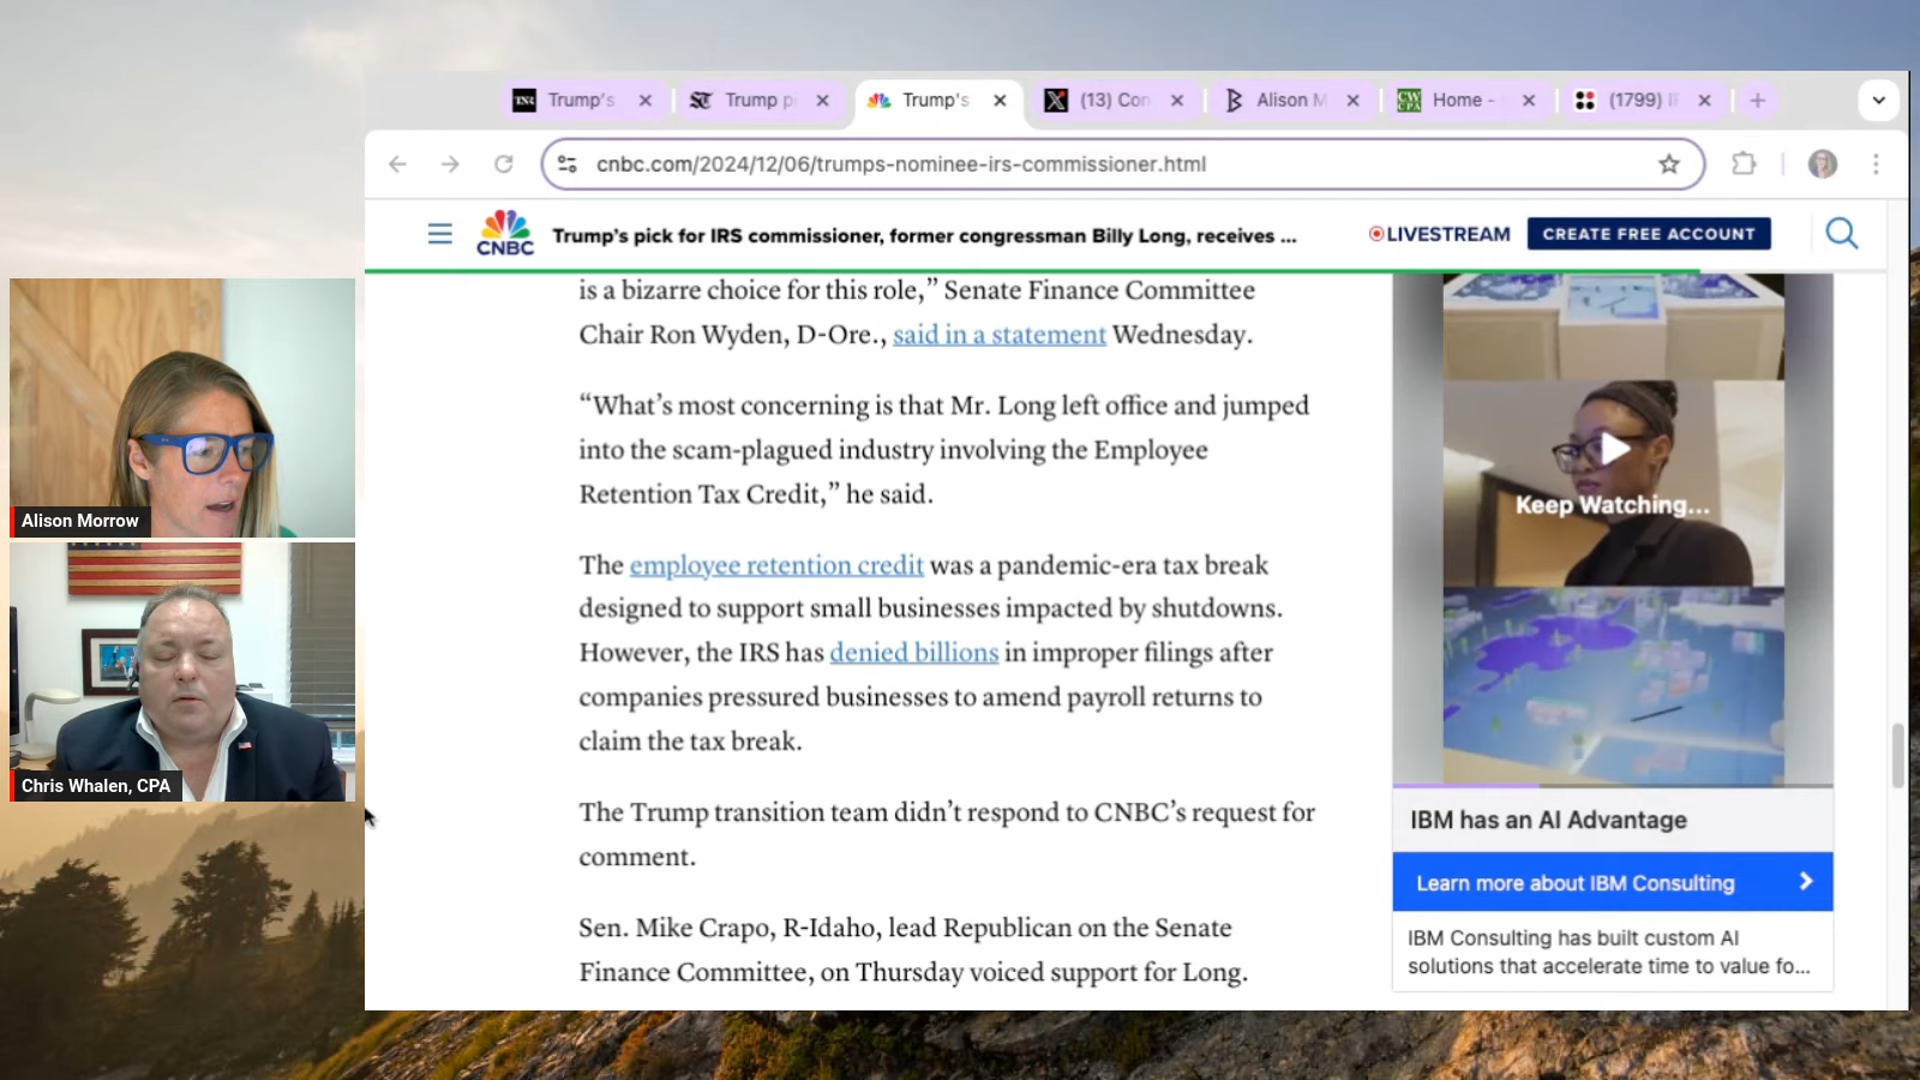 Trump's
Trump p
Trump's
(13) Con
Alison M
CW
CPA
Home -
(1799)
cnbc.com/2024/12/06/trumps-nominee-irs-commissioner.html
CNBC
Trump's pick for IRS commissioner, former congressman Billy Long, receives ...
LIVESTREAM
CREATE FREE ACCOUNT
is a bizarre choice for this role,” Senate Finance Committee
Chair Ron Wyden, D-Ore., said in a statement Wednesday.
“What’s most concerning is that Mr. Long left office and jumped
into the scam-plagued industry involving the Employee
Retention Tax Credit,” he said.
The employee retention credit was a pandemic-era tax break
designed to support small businesses impacted by shutdowns.
However, the IRS has denied billions in improper filings after
companies pressured businesses to amend payroll returns to
claim the tax break.
The Trump transition team didn’t respond to CNBC’s request for
comment.
Sen. Mike Crapo, R-Idaho, lead Republican on the Senate
Finance Committee, on Thursday voiced support for Long.
Keep Watching...
IBM has an AI Advantage
Learn more about IBM Consulting
IBM Consulting has built custom AI
solutions that accelerate time to value fo...
Alison Morrow
Chris Whalen, CPA